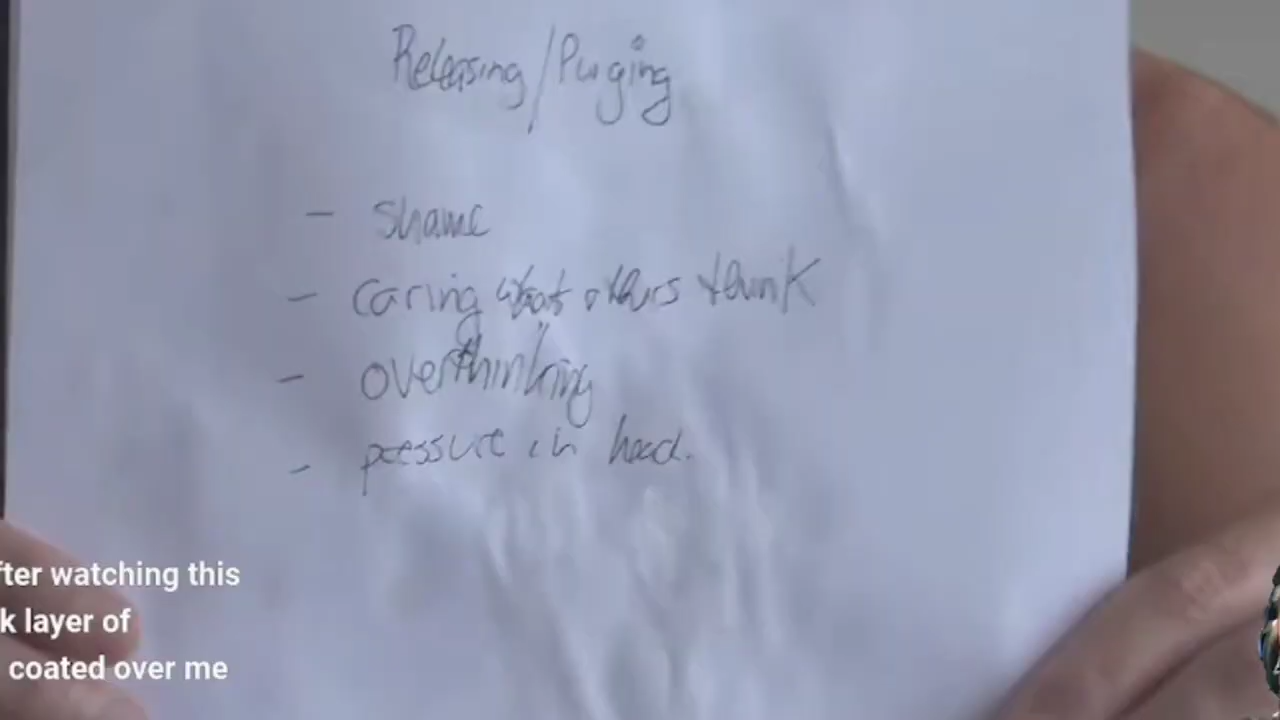 Releasing/Purging
- shame
- caring what others think
- overthinking
- pressure in head.
fter watching this
k layer of
coated over me